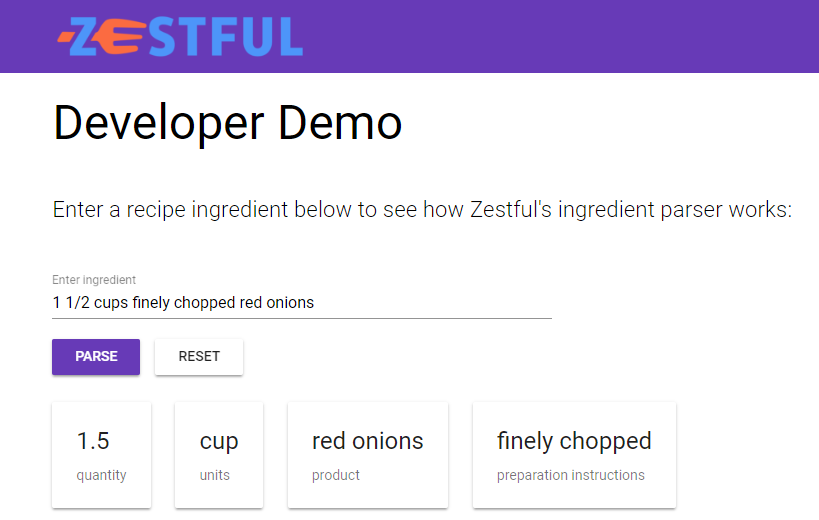 ZESTFUL
Developer Demo
Enter a recipe ingredient below to see how Zestful's ingredient parser works:
Enter ingredient
1 1/2 cups finely chopped red onions
PARSE RESET
1.5 cup red onions finely chopped
quantity units product preparation instructions